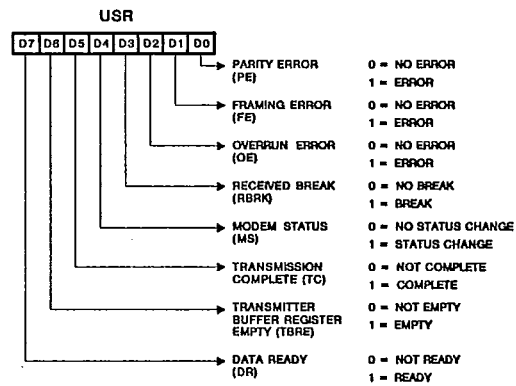 USR
D7 D6 D5 D4 D3 D2 D1 D0
PARITY ERROR 0 = NO ERROR
(PE) 1 = ERROR
FRAMING ERROR 0 = NO ERROR
(FE) 1 = ERROR
OVERRUN ERROR 0 = NO ERROR
(OE) 1 = ERROR
RECEIVED BREAK 0 = NO BREAK
(RBRK) 1 = BREAK
MODEM STATUS 0 = NO STATUS CHANGE
(MS) 1 = STATUS CHANGE
TRANSMISSION 0 = NOT COMPLETE
COMPLETE (TC) 1 = COMPLETE
TRANSMITTER 0 = NOT EMPTY
BUFFER REGISTER 1 = EMPTY
EMPTY (TBRE)
DATA READY 0 = NOT READY
(DR) 1 = READY